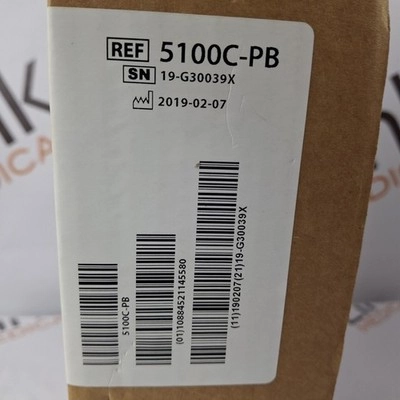 REF 5100C-PB
SN 19-G30039X
2019-02-07
5100C-PB
(01)10884521145580
(11)190207(21)19-G30039X